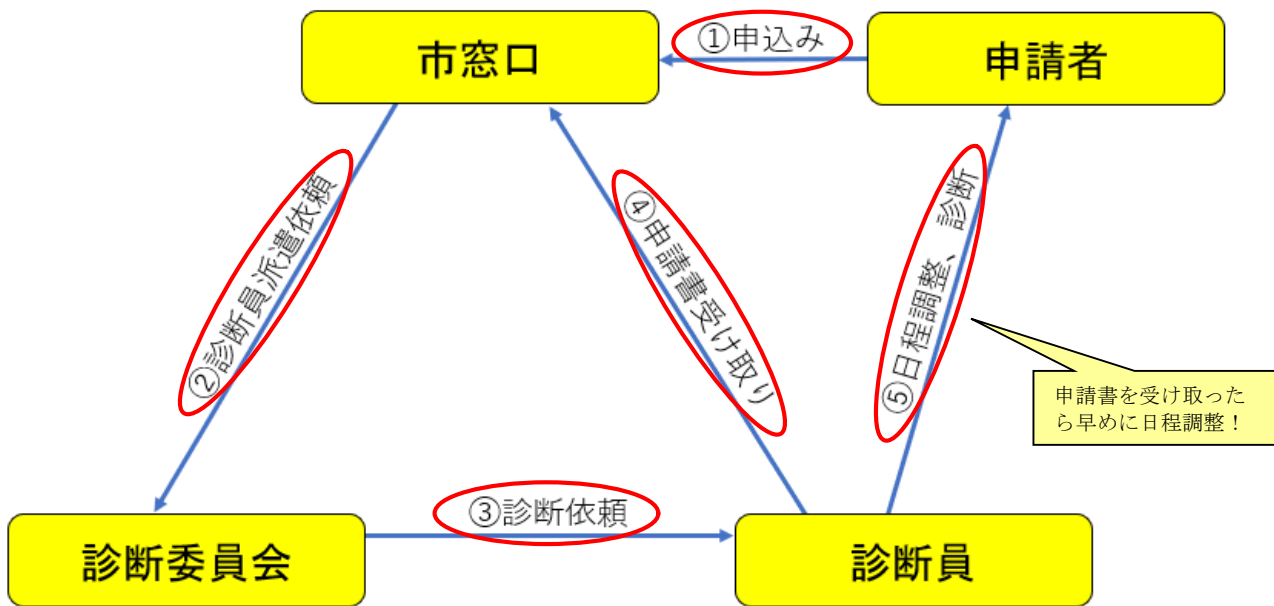 ①申込み
市窓口
申請者
②診断員派遣依頼
④申請書受け取り
⑤日程調整、診断
申請書を受け取った
ら早めに日程調整！
③診断依頼
診断委員会
診断員